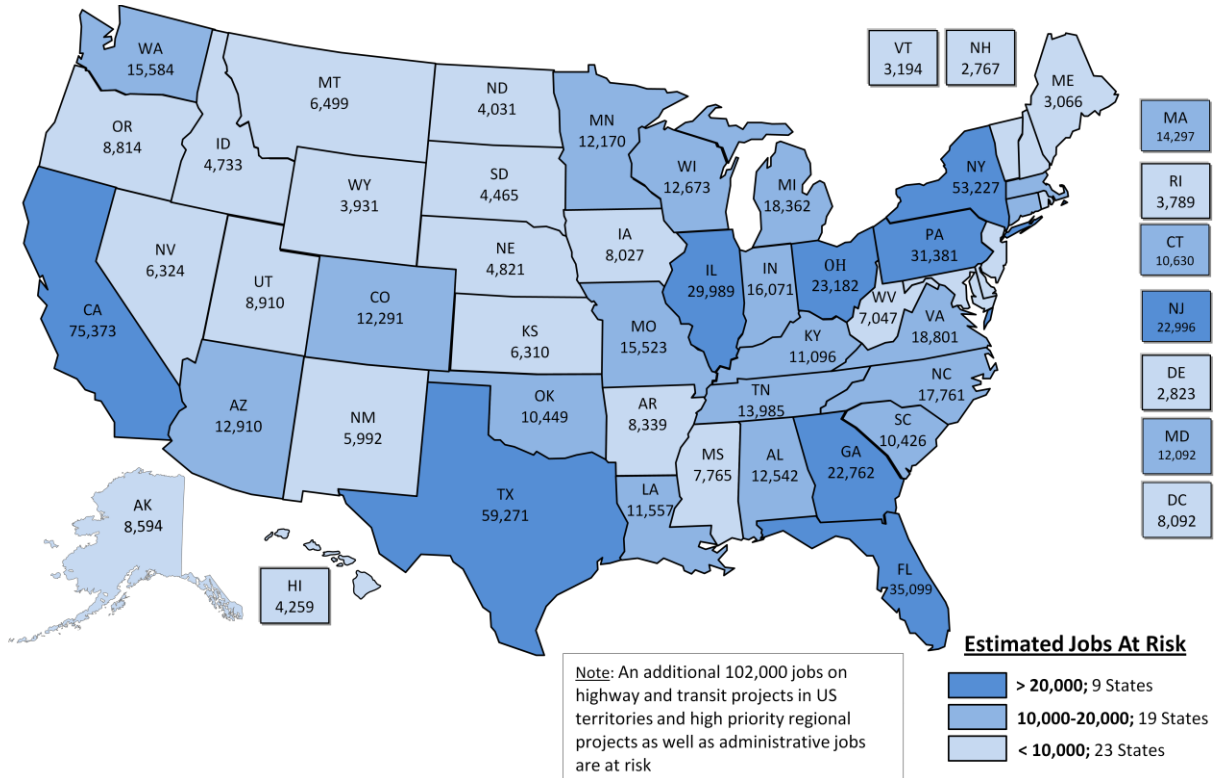 WA
15,584
MT
6,499
ND
4,031
VT
3,194
NH
2,767
ME
3,066
OR
8,814
ID
4,733
MN
12,170
MA
14,297
WY
3,931
SD
4,465
WI
12,673
MI
18,362
NY
53,227
RI
3,789
NV
6,324
UT
8,910
NE
4,821
IA
8,027
PA
31,381
CT
10,630
CA
75,373
CO
12,291
IL
29,989
IN
16,071
OH
23,182
WV
7,047
NJ
22,996
KS
6,310
MO
15,523
KY
11,096
VA
18,801
AZ
12,910
NM
5,992
OK
10,449
AR
8,339
TN
13,985
NC
17,761
DE
2,823
SC
10,426
MS
7,765
AL
12,542
GA
22,762
MD
12,092
TX
59,271
LA
11,557
DC
8,092
AK
8,594
HI
4,259
FL
35,099
Note: An additional 102,000 jobs on
highway and transit projects in US
territories and high priority regional
projects as well as administrative jobs
are at risk
Estimated Jobs At Risk
> 20,000; 9 States
10,000-20,000; 19 States
< 10,000; 23 States